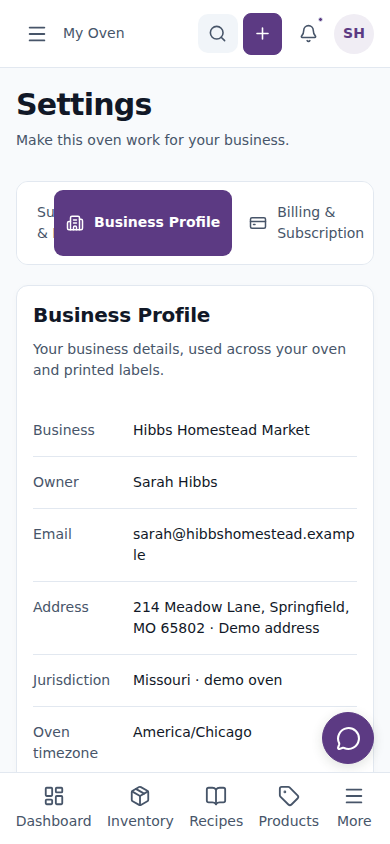 My Oven
SH
Settings
Make this oven work for your business.
Business Profile
Billing &
Subscription
Business Profile
Your business details, used across your oven
and printed labels.
Business Hibbs Homestead Market
Owner Sarah Hibbs
Email sarah@hibbshomestead.examp
le
Address 214 Meadow Lane, Springfield,
MO 65802 · Demo address
Jurisdiction Missouri · demo oven
Oven America/Chicago
timezone
Dashboard Inventory Recipes Products More